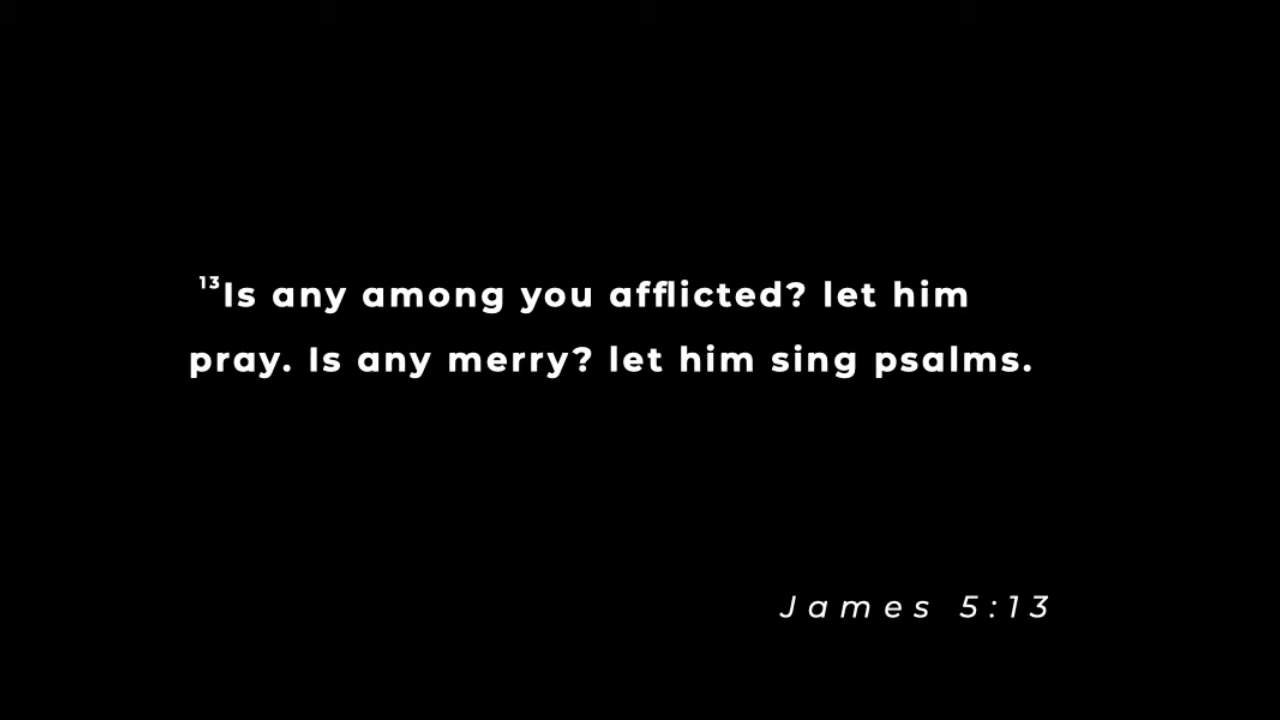 ¹³Is any among you afflicted? let him
pray. Is any merry? let him sing psalms.
James 5:13